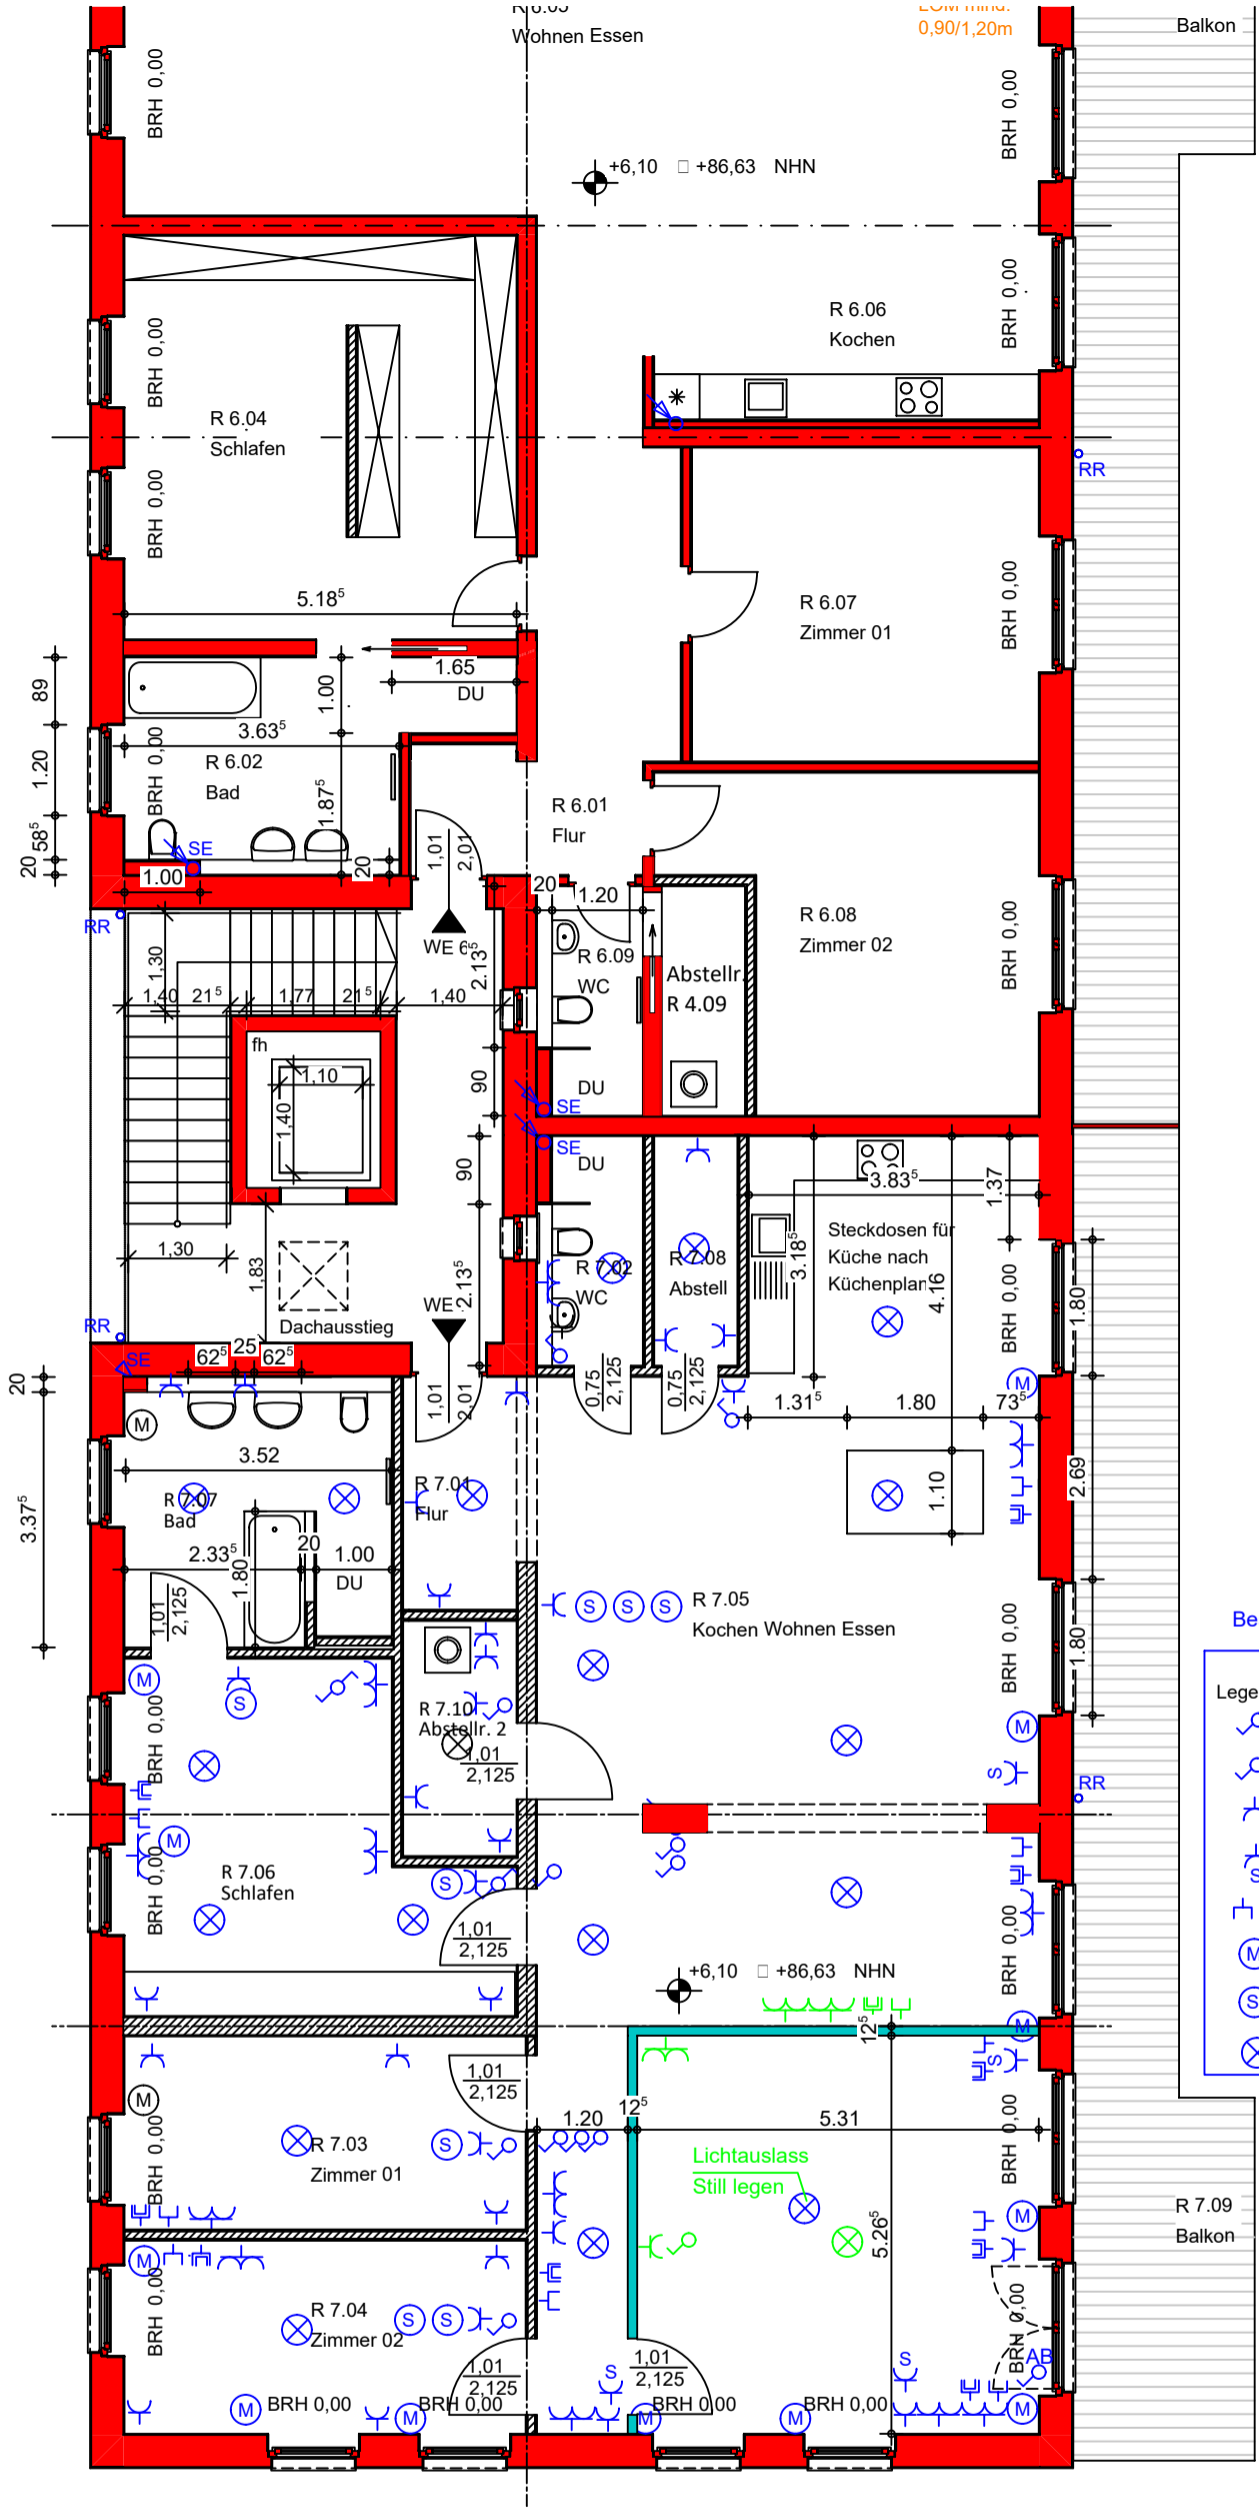 Wohnen Essen
0,90/1,20m
Balkon
BRH 0,00
BRH 0,00
+6,10 □ +86,63 NHN
BRH 0,00
R 6.06
Kochen
BRH 0,00
R 6.04
Schlafen
RR
BRH 0,00
BRH 0,00
5.18⁵
R 6.07
Zimmer 01
89
1.00
1.65
DU
3.63⁵
BRH 0,00
R 6.02
Bad
1.20
1.87⁵
R 6.01
Flur
58⁵
SE
1,01
2,01
20
1.00
20
20
1.20
RR
WE 6
2.13⁵
R 6.09
WC
Abstellr.
R 4.09
R 6.08
Zimmer 02
BRH 0,00
1,30
1,40
21⁵
1,77
21⁵
1,40
fh
1,10
1,40
90
DU
SE
SE
90
DU
3.83⁵
1.37
1,30
1,83
3.18⁵
Steckdosen für
Küche nach
Küchenplan
4.16
R 7.02
WC
R 7.08
Abstell
BRH 0,00
1.80
2.13⁵
Dachausstieg
WE
RR
SE
62⁵
25
62⁵
20
1,01
2,01
0,75
2,125
0,75
2,125
M
1.31⁵
1.80
73⁵
M
3.52
R 7.01
Flur
1.10
2.69
3.37⁵
R 7.07
Bad
2.33⁵
1.80
20
1.00
DU
1,01
2,125
S
S
S
R 7.05
Kochen Wohnen Essen
BRH 0,00
1.80
Be
Lege
M
S
BRH 0,00
R 7.10
Abstellr. 2
1,01
2,125
M
S
RR
M
R 7.06
Schlafen
BRH 0,00
S
1,01
2,125
BRH 0,00
S
M
S
+6,10 □ +86,63 NHN
12⁵
M
S
1,01
2,125
M
12⁵
1.20
5.31
BRH 0,00
BRH 0,00
R 7.03
Zimmer 01
S
Lichtauslass
Still legen
5.26⁵
M
R 7.09
Balkon
M
BRH 0,00
R 7.04
Zimmer 02
S
S
BRH 0,00
AB
1,01
2,125
S
1,01
2,125
S
M
BRH 0,00
M
BRH 0,00
M
BRH 0,00
M
BRH 0,00
M